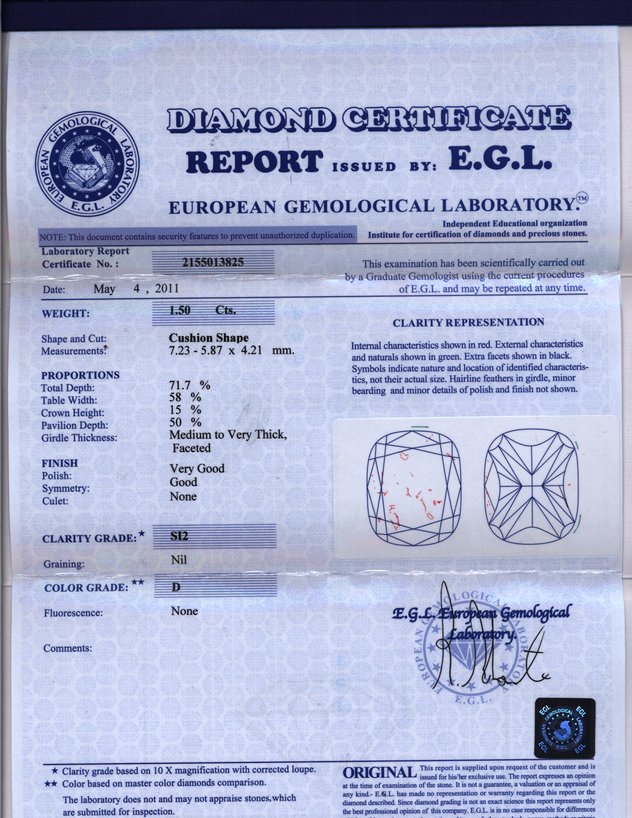 EUROPEAN GEMOLOGICAL LABORATORY
E.G.L.
DIAMOND CERTIFICATE
REPORT ISSUED BY: E.G.L.
EUROPEAN GEMOLOGICAL LABORATORY.™
Independent Educational organization
Institute for certification of diamonds and precious stones.
NOTE: This document contains security features to prevent unauthorized duplication.
Laboratory Report
Certificate No. : 2155013825
This examination has been scientifically carried out
by a Graduate Gemologist using the current procedures
of E.G.L. and may be repeated at any time.
Date: May 4 , 2011
WEIGHT: 1.50 Cts.
Shape and Cut: Cushion Shape
Measurements: 7.23 - 5.87 x 4.21 mm.
PROPORTIONS
Total Depth: 71.7 %
Table Width: 58 %
Crown Height: 15 %
Pavilion Depth: 50 %
Girdle Thickness: Medium to Very Thick,
Faceted
FINISH
Polish: Very Good
Symmetry: Good
Culet: None
CLARITY GRADE: ★ SI2
Graining: Nil
COLOR GRADE: ★★ D
Fluorescence: None
Comments:
CLARITY REPRESENTATION
Internal characteristics shown in red. External characteristics
and naturals shown in green. Extra facets shown in black.
Symbols indicate nature and location of identified characteris-
tics, not their actual size. Hairline feathers in girdle, minor
bearding and minor details of polish and finish not shown.
E.G.L. European Gemological
Laboratory.
EUROPEAN GEMOLOGICAL LABORATORY
E.G.L.
EGL EGL
EGL EGL
★ Clarity grade based on 10 X magnification with corrected loupe.
★★ Color based on master color diamonds comparison.
The laboratory does not and may not appraise stones,which
are submitted for inspection.
ORIGINAL This report is supplied upon request of the customer and is
issued for his/her exclusive use. The report expresses an opinion
at the time of examination of the stone. It is not a guarantee, a valuation or an appraisal of
any kind.- E.G.L. has made no representation or warranty regarding this report or the
diamond described. Since diamond grading is not an exact science this report represents only
the best professional opinion of this company. E.G.L. is in no case responsible for differences